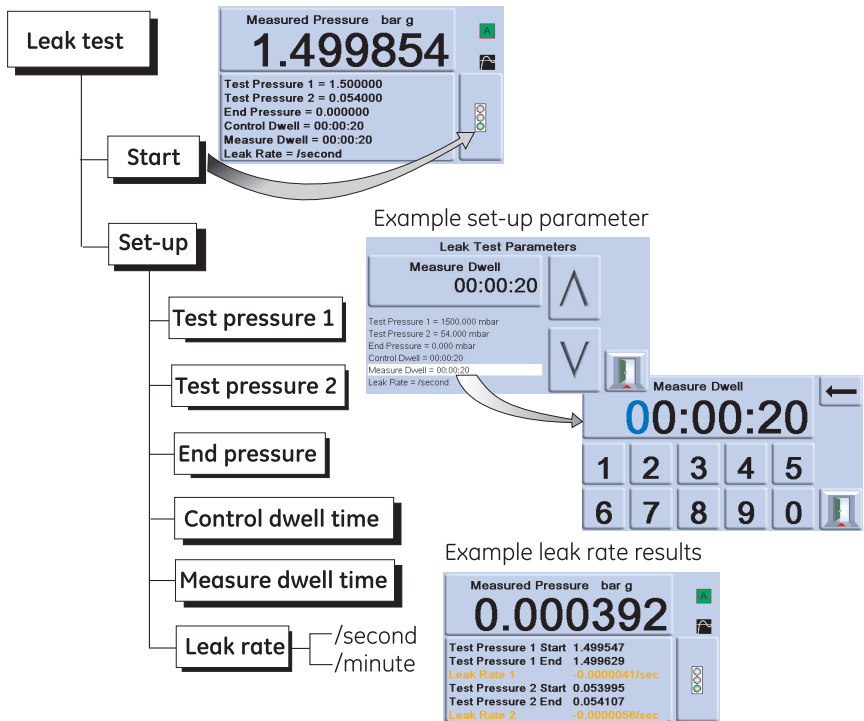 Leak test
Measured Pressure bar g
1.499854
A
Test Pressure 1 = 1.500000
Test Pressure 2 = 0.054000
End Pressure = 0.000000
Control Dwell = 00:00:20
Measure Dwell = 00:00:20
Leak Rate = /second
Start
Set-up
Example set-up parameter
Leak Test Parameters
Measure Dwell
00:00:20
Test Pressure 1 = 1500.000 mbar
Test Pressure 2 = 54.000 mbar
End Pressure = 0.000 mbar
Control Dwell = 00:00:20
Measure Dwell = 00:00:20
Leak Rate = /second
Measure Dwell
00:00:20
1 2 3 4 5
6 7 8 9 0
Test pressure 1
Test pressure 2
End pressure
Control dwell time
Measure dwell time
Leak rate
/second
/minute
Example leak rate results
Measured Pressure bar g
0.000392
A
Test Pressure 1 Start 1.499547
Test Pressure 1 End 1.499629
Leak Rate 1 -0.0000041/sec
Test Pressure 2 Start 0.053995
Test Pressure 2 End 0.054107
Leak Rate 2 -0.0000056/sec